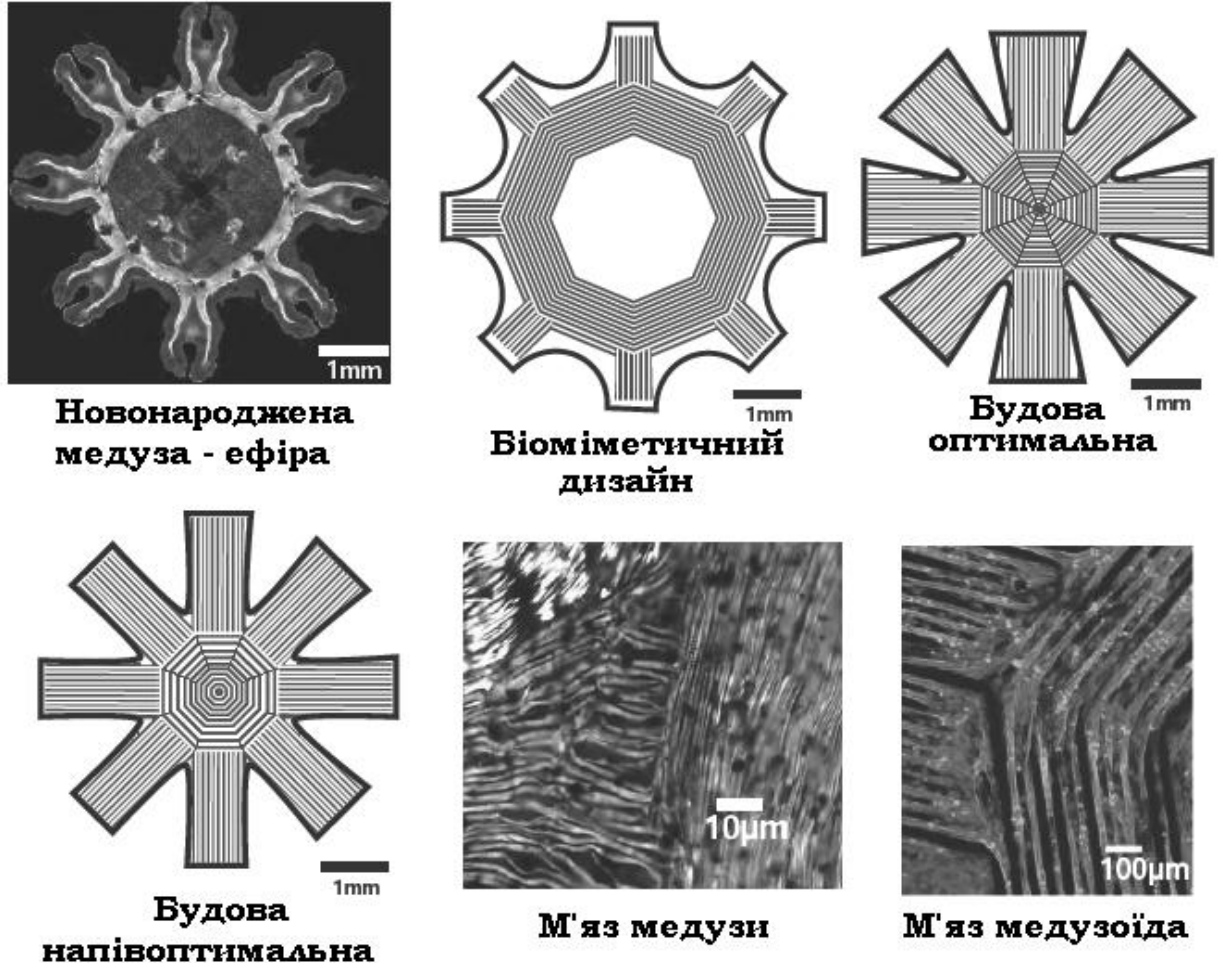 1mm
Новонароджена
медуза - ефіра
1mm
Біоміметичний
дизайн
1mm
Будова
оптимальна
1mm
Будова
напівоптимальна
10µm
М'яз медузи
100µm
М'яз медузоїда